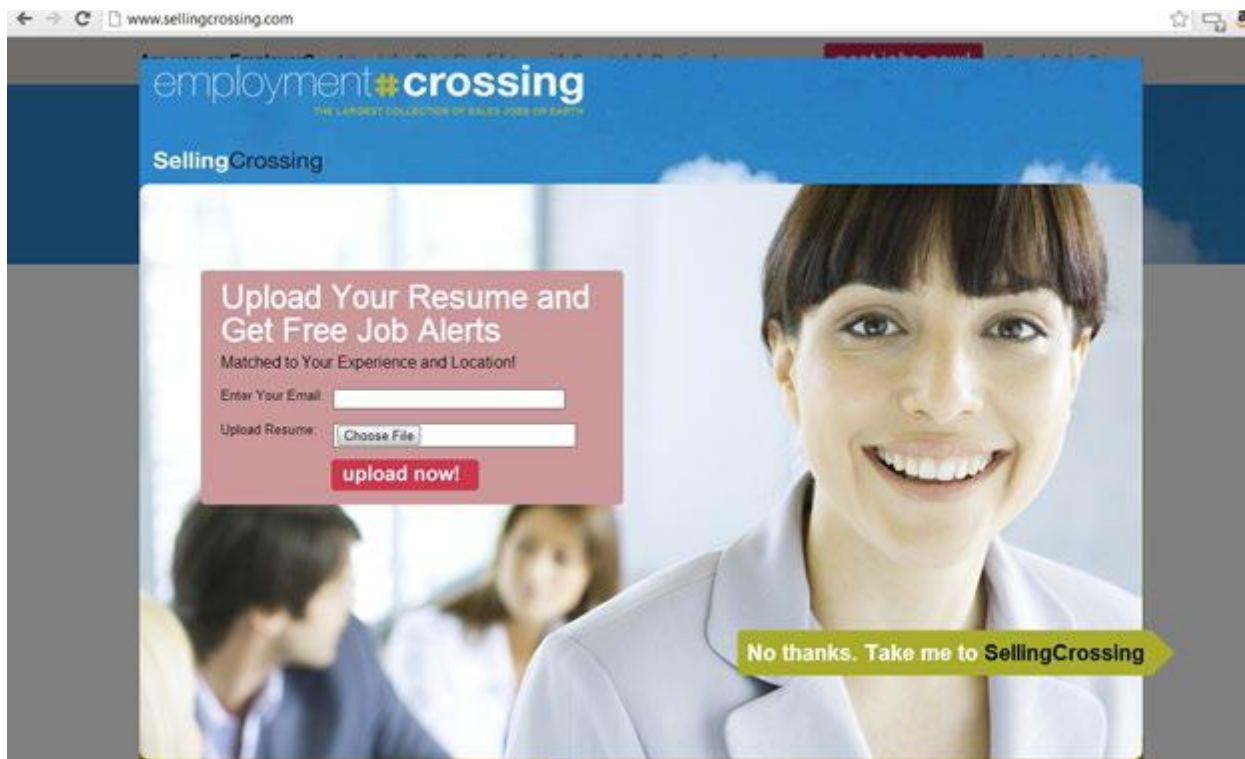 www.sellingcrossing.com
employment#crossing
THE LARGEST COLLECTION OF SALES JOBS ON EARTH
SellingCrossing
Upload Your Resume and
Get Free Job Alerts
Matched to Your Experience and Location!
Enter Your Email:
Upload Resume:
Choose File
upload now!
No thanks. Take me to SellingCrossing